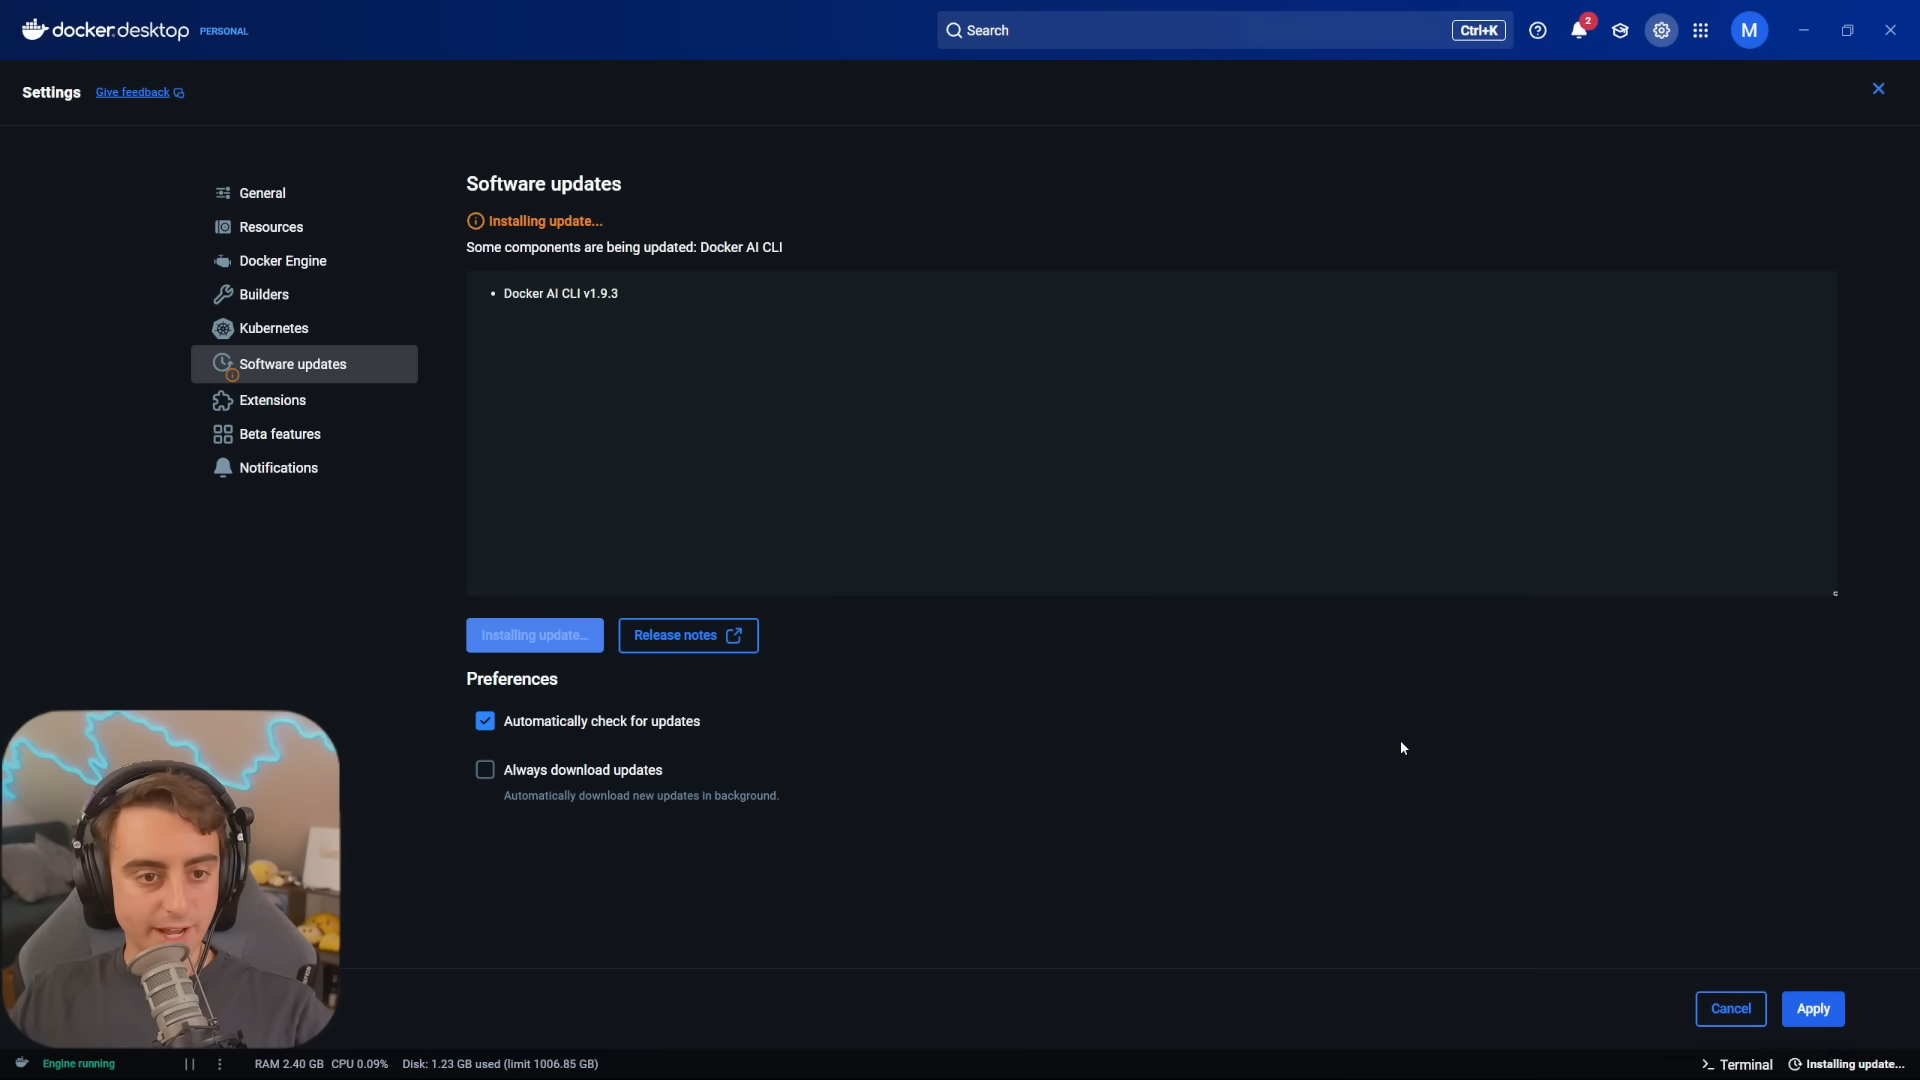 docker.desktop PERSONAL
Search
Ctrl+K
2
M
Settings
Give feedback
General
Resources
Docker Engine
Builders
Kubernetes
Software updates
Extensions
Beta features
Notifications
Software updates
Installing update...
Some components are being updated: Docker AI CLI
• Docker AI CLI v1.9.3
Installing update...
Release notes
Preferences
Automatically check for updates
Always download updates
Automatically download new updates in background.
Cancel
Apply
Engine running
RAM 2.40 GB CPU 0.09% Disk: 1.23 GB used (limit 1006.85 GB)
>_ Terminal
Installing update...